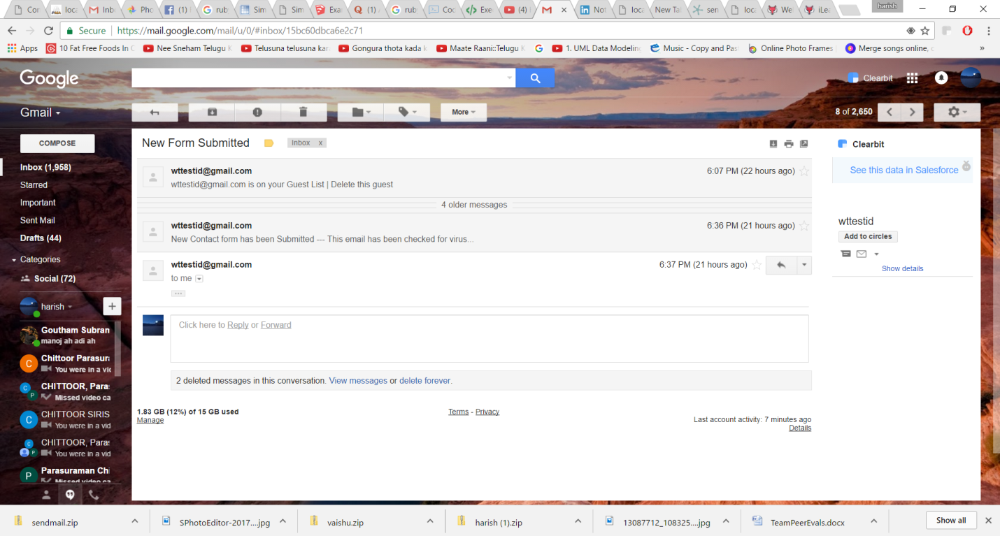 Cor
loca
Inb
Pho
(1)
rub
Sim
Sim
Exa
(1)
rub
Coc
Exe
(4)
Not
loca
New Ta
sen
loca
We
iLea
harish
Secure https://mail.google.com/mail/u/0/#inbox/15bc60dbca6e2c71
Apps 10 Fat Free Foods In Nee Sneham Telugu Telusuna telusuna kar Gongura thota kada k Maate Raani::Telugu 1. UML Data Modeling Music - Copy and Pas Online Photo Frames Merge songs online,
»
Google
Clearbit
Gmail
More
8 of 2,650
COMPOSE
Inbox (1,958)
Starred
Important
Sent Mail
Drafts (44)
Categories
Social (72)
harish
Goutham Subran
manoj ah adi ah
C
Chittoor Parasur
You were in a vic
C
P
CHITTOOR, Para
Missed video ca
C
CHITTOOR SIRIS
You were in a vid
C
P
CHITTOOR, Para
You were in a vid
P
Parasuraman Chi
Missed video ca
New Form Submitted Inbox x
wttestid@gmail.com 6:07 PM (22 hours ago)
wttestid@gmail.com is on your Guest List | Delete this guest
4 older messages
wttestid@gmail.com 6:36 PM (21 hours ago)
New Contact form has been Submitted --- This email has been checked for virus...
wttestid@gmail.com 6:37 PM (21 hours ago)
to me
...
Click here to Reply or Forward
2 deleted messages in this conversation. View messages or delete forever.
1.83 GB (12%) of 15 GB used
Manage
Terms - Privacy
Last account activity: 7 minutes ago
Details
Clearbit
See this data in Salesforce
wttestid
Add to circles
Show details
sendmail.zip SPhotoEditor-2017....jpg vaishu.zip harish (1).zip 13087712_108325....jpg TeamPeerEvals.docx Show all